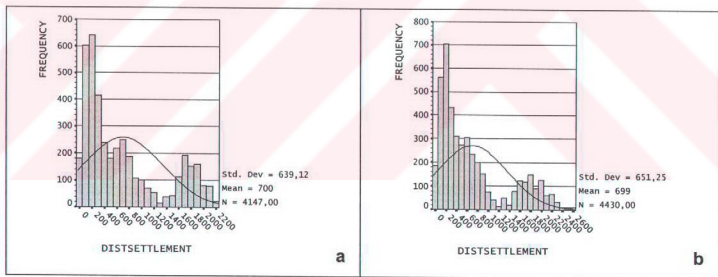 FREQUENCY
700
600
500
400
300
200
100
0
0 200 400 600 800 1000 1200 1400 1600 1800 2000 2200
Std. Dev = 639,12
Mean = 700
N = 4147,00
DISTSETTLEMENT
a
FREQUENCY
800
700
600
500
400
300
200
100
0
0 200 400 600 800 1000 1200 1400 1600 1800 2000 2200 2400 2600
Std. Dev = 651,25
Mean = 699
N = 4430,00
DISTSETTLEMENT
b